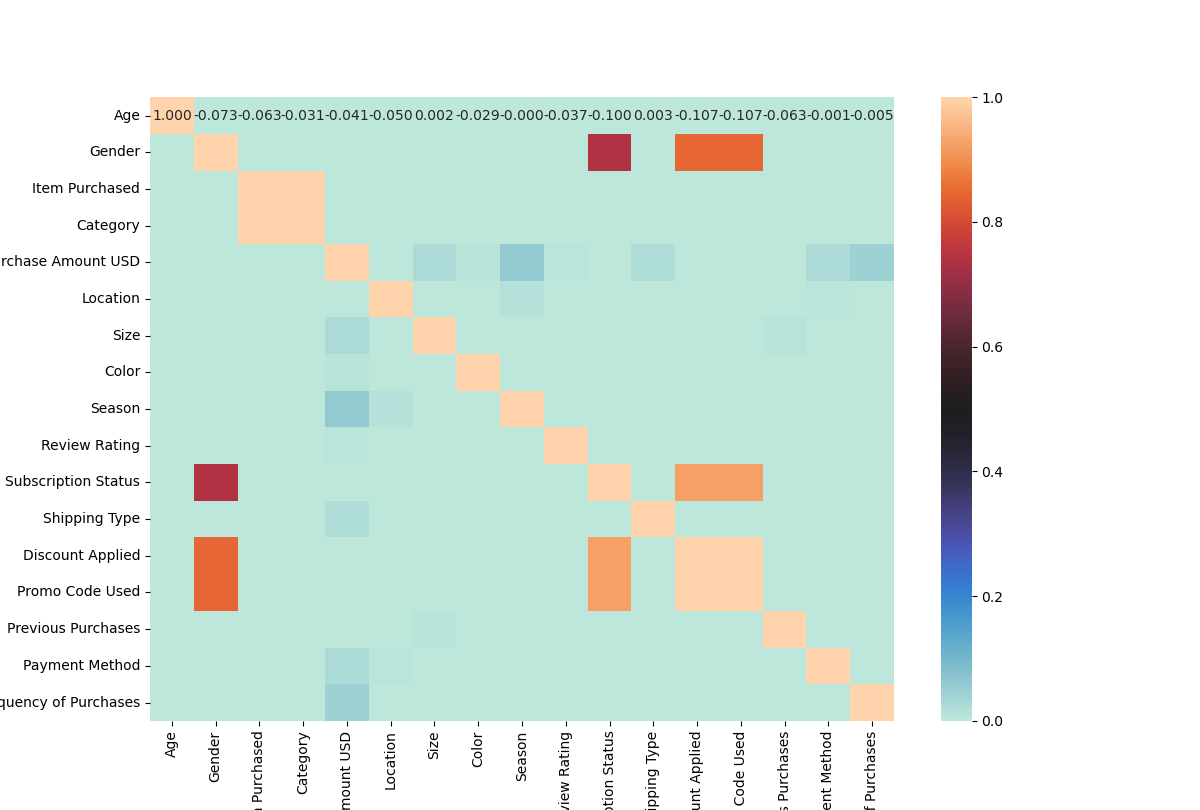 1.0
Age 1.000 -0.073 -0.063 -0.031 -0.041 -0.050 0.002 -0.029 -0.000 -0.037 -0.100 0.003 -0.107 -0.107 -0.063 -0.001 -0.005
Gender
Item Purchased
Category
0.8
rchase Amount USD
Location
Size
0.6
Color
Season
Review Rating
0.4
Subscription Status
Shipping Type
Discount Applied
Promo Code Used
0.2
Previous Purchases
Payment Method
quency of Purchases
0.0
Age
Gender
n Purchased
Category
mount USD
Location
Size
Color
Season
view Rating
ption Status
ipping Type
unt Applied
Code Used
s Purchases
ent Method
f Purchases